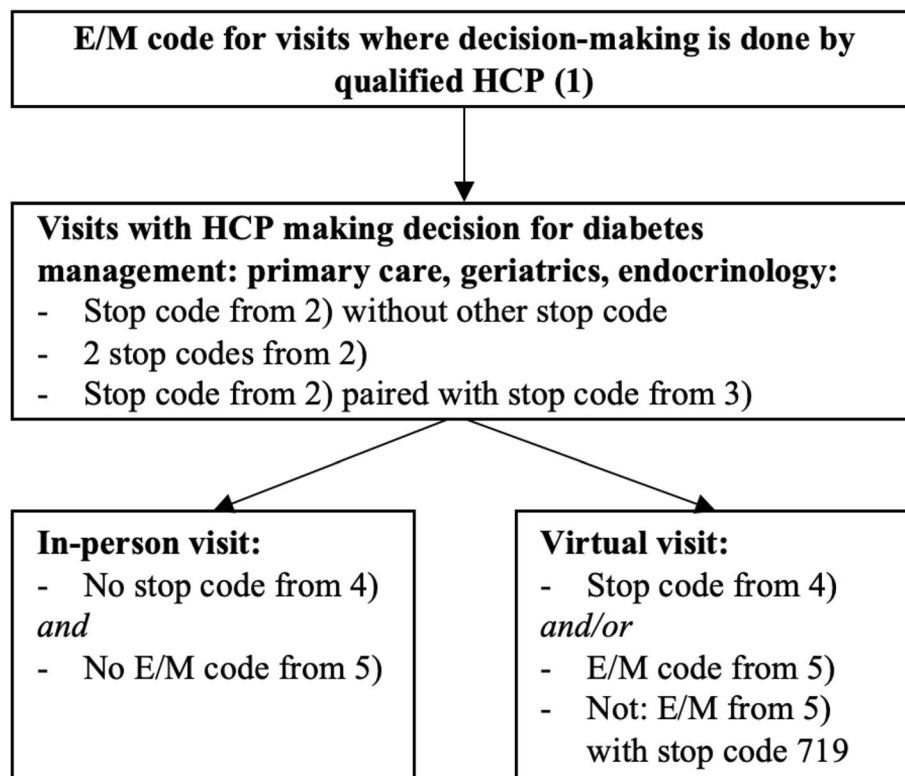 E/M code for visits where decision-making is done by
qualified HCP (1)
Visits with HCP making decision for diabetes
management: primary care, geriatrics, endocrinology:
- Stop code from 2) without other stop code
- 2 stop codes from 2)
- Stop code from 2) paired with stop code from 3)
In-person visit:
- No stop code from 4)
and
- No E/M code from 5)
Virtual visit:
- Stop code from 4)
and/or
- E/M code from 5)
- Not: E/M from 5)
with stop code 719